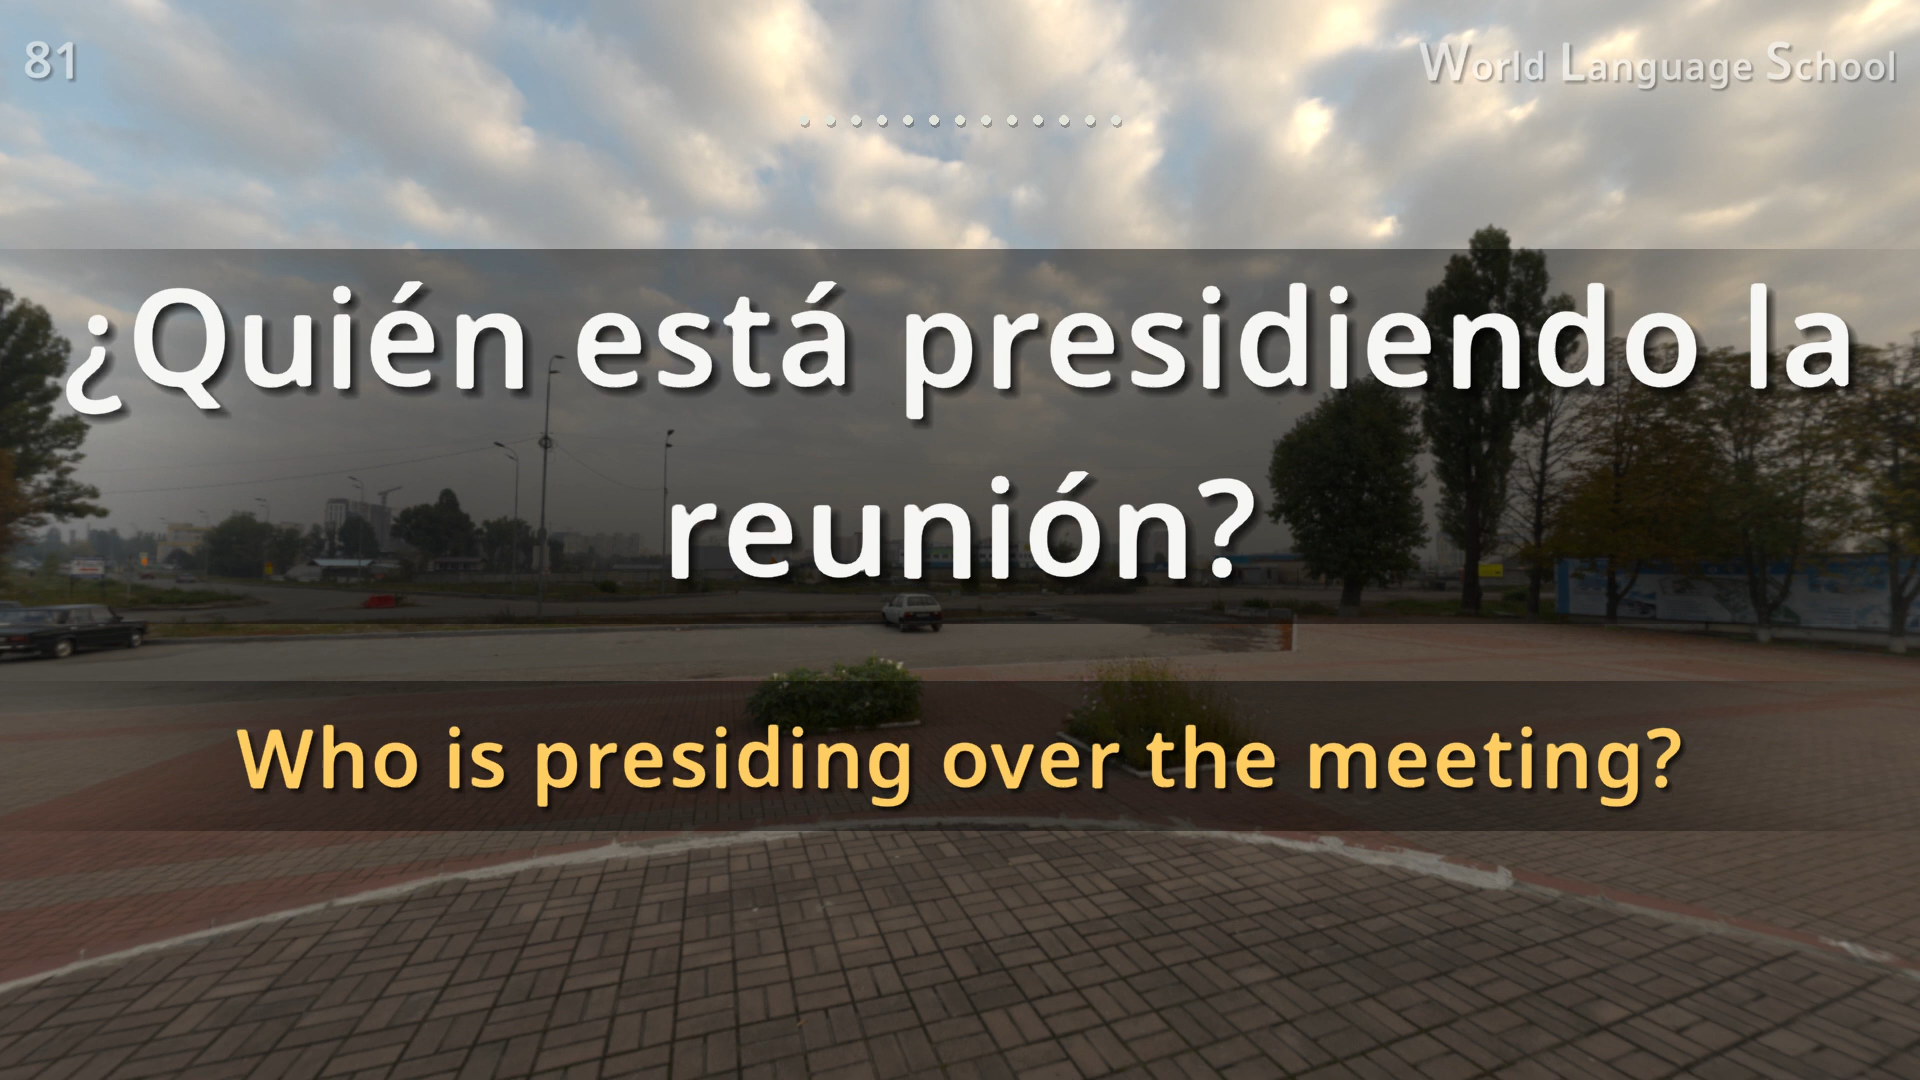 81
World Language School
¿Quién está presidiendo la
reunión?
Who is presiding over the meeting?